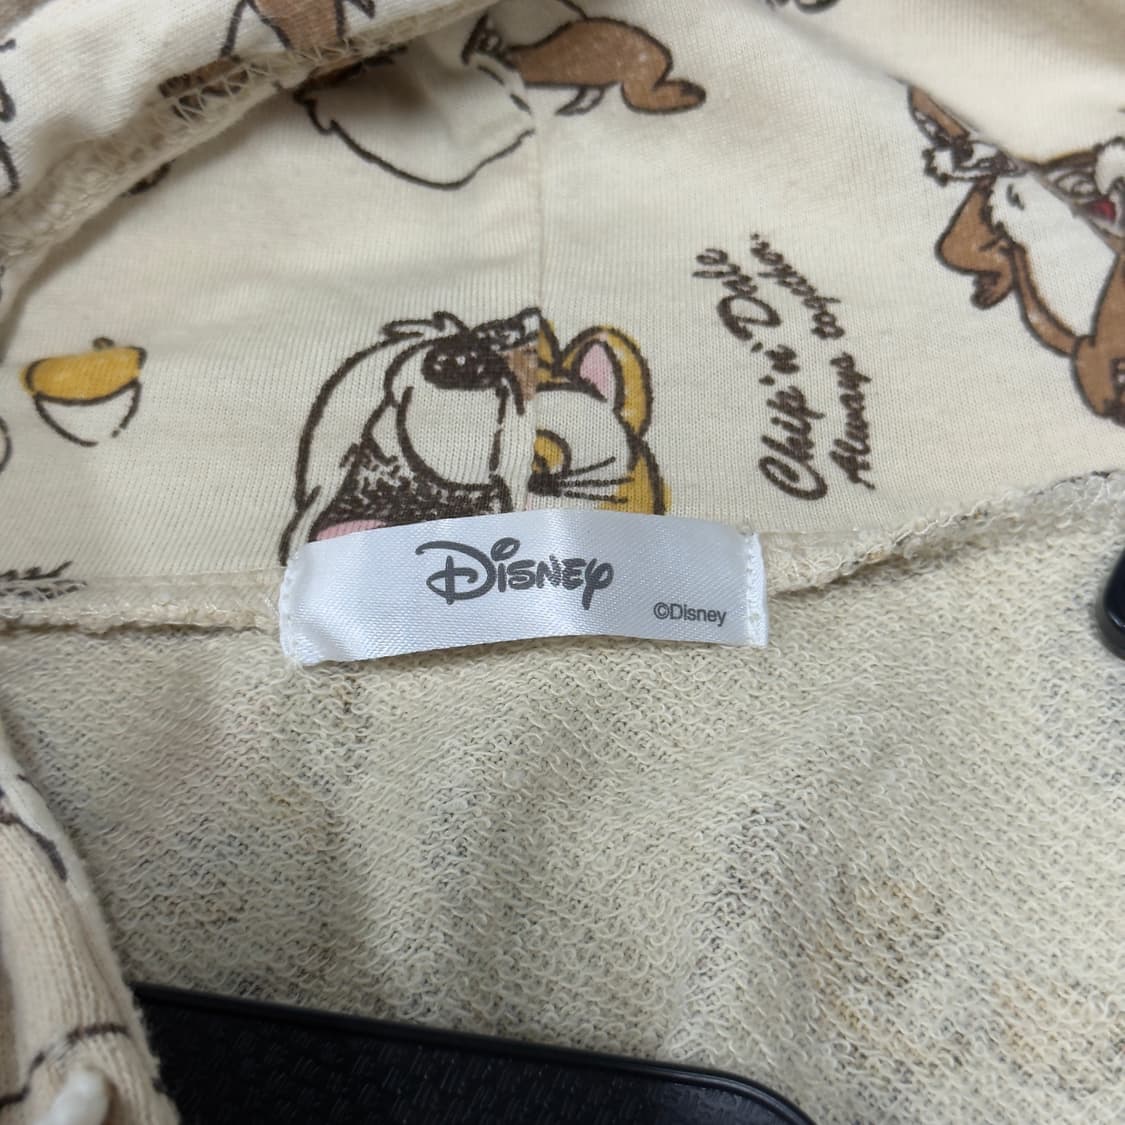 Chip 'n' Dale
Always together.
Disney
©Disney